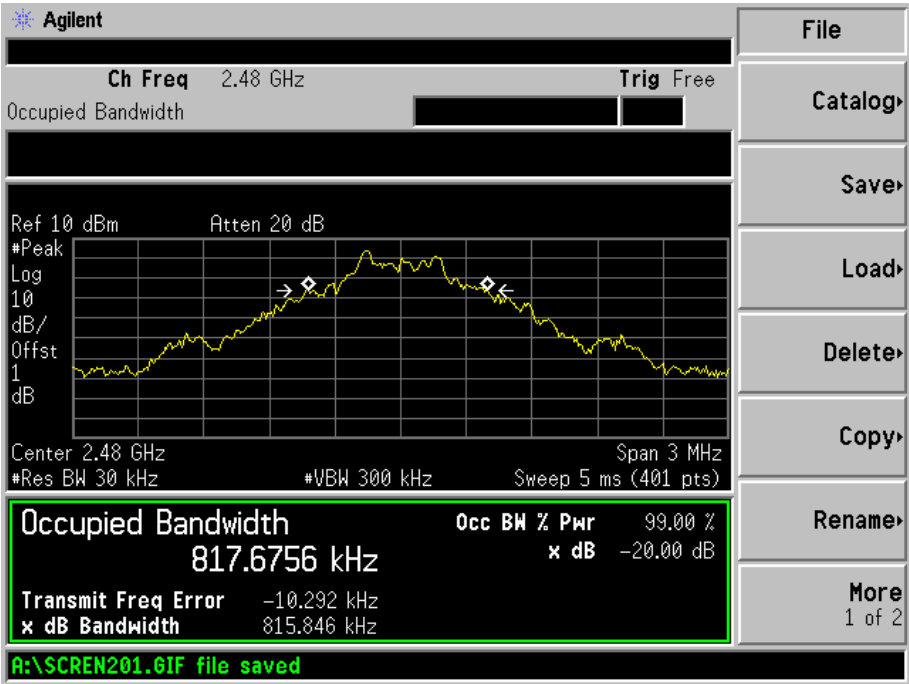 Agilent
File
Ch Freq 2.48 GHz Trig Free
Occupied Bandwidth
Catalog
Save
Ref 10 dBm Atten 20 dB
#Peak
Log
10
dB/
Offst
1
dB
Load
Delete
Copy
Center 2.48 GHz Span 3 MHz
#Res BW 30 kHz #VBW 300 kHz Sweep 5 ms (401 pts)
Occupied Bandwidth Occ BW % Pwr 99.00 %
817.6756 kHz x dB -20.00 dB
Rename
Transmit Freq Error -10.292 kHz
x dB Bandwidth 815.846 kHz
More
1 of 2
A:\SCREN201.GIF file saved